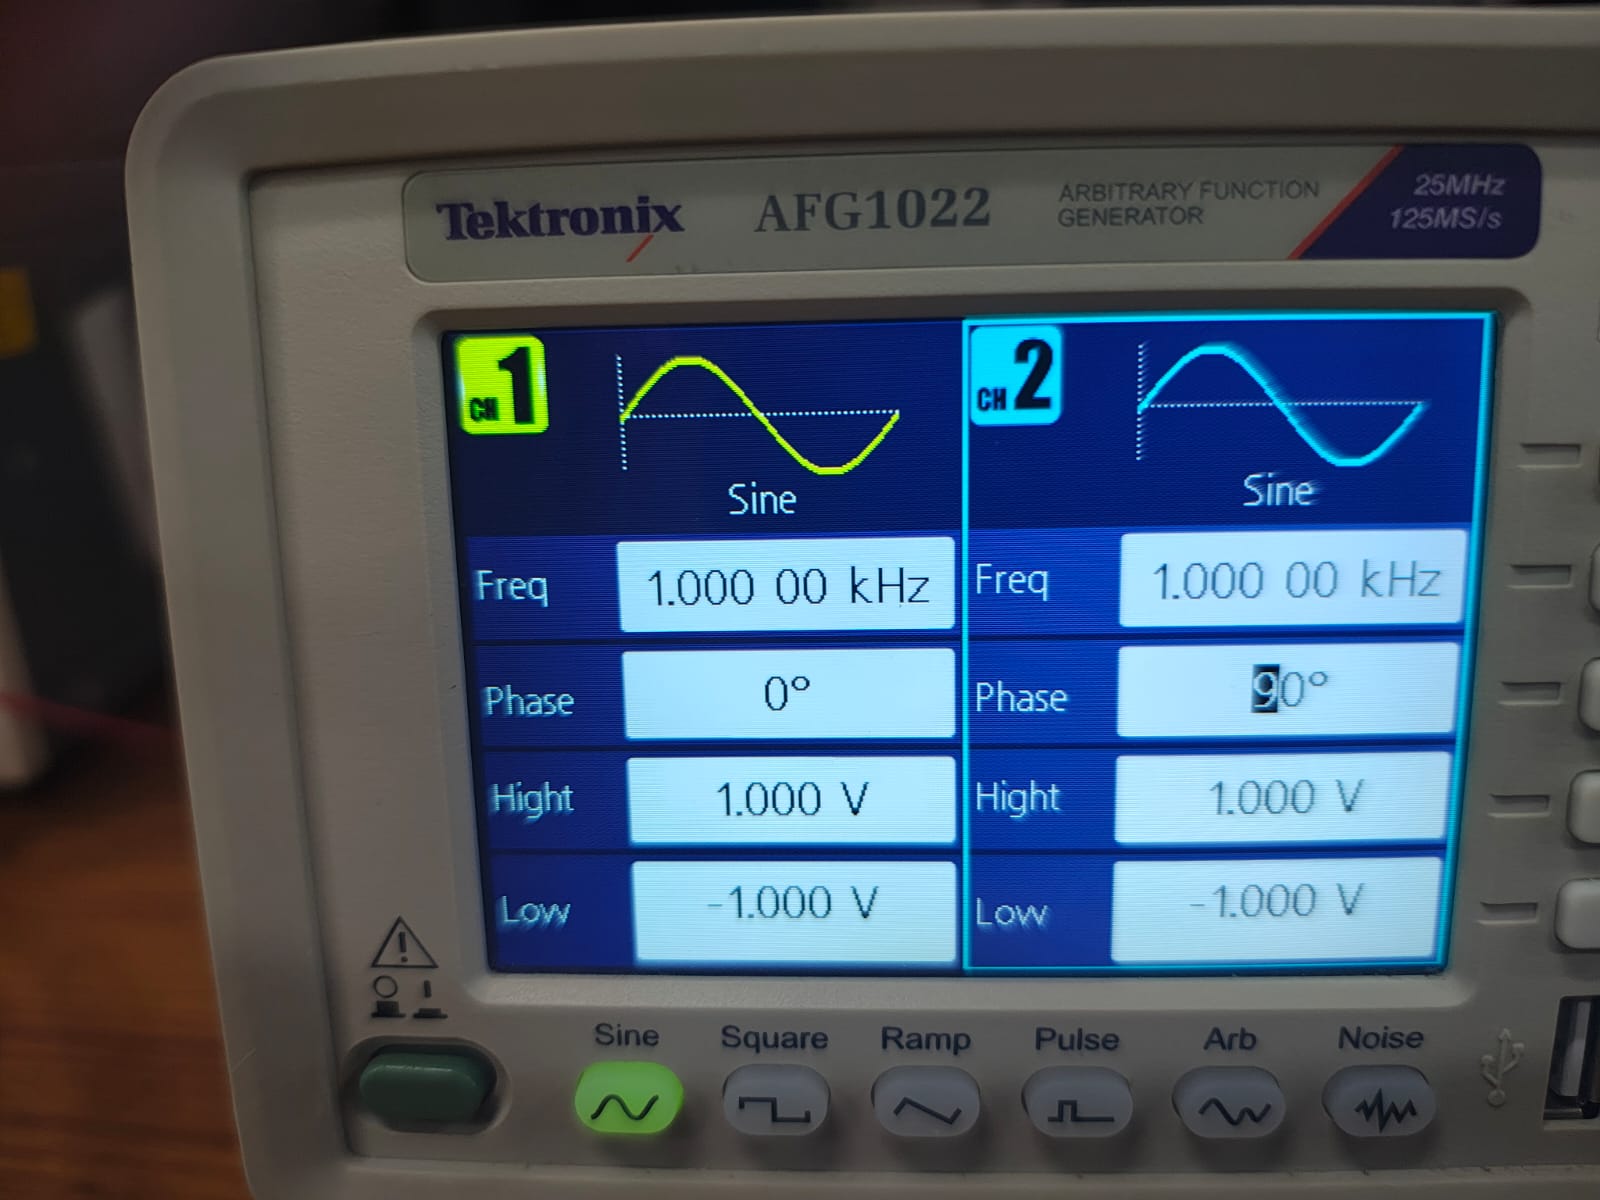 Tektronix AFG1022 ARBITRARY FUNCTION GENERATOR 25MHz 125MS/s
CH 1
Sine
Freq 1.000 00 kHz
Phase 0°
Hight 1.000 V
Low -1.000 V
CH 2
Sine
Freq 1.000 00 kHz
Phase 90°
Hight 1.000 V
Low -1.000 V
Sine Square Ramp Pulse Arb Noise